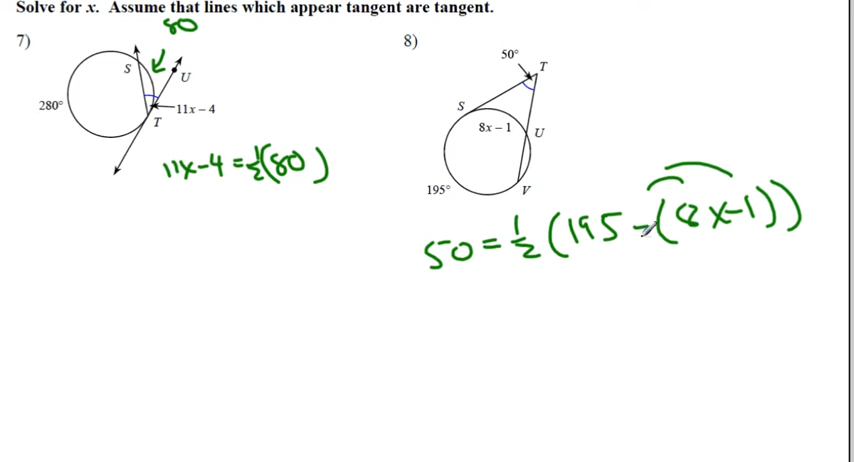 Solve for x. Assume that lines which appear tangent are tangent.
7)
80
S
U
280°
11x – 4
T
11x-4=½(80)
8)
50°
T
S
8x – 1
U
195°
V
50=½(195-(8x-1))